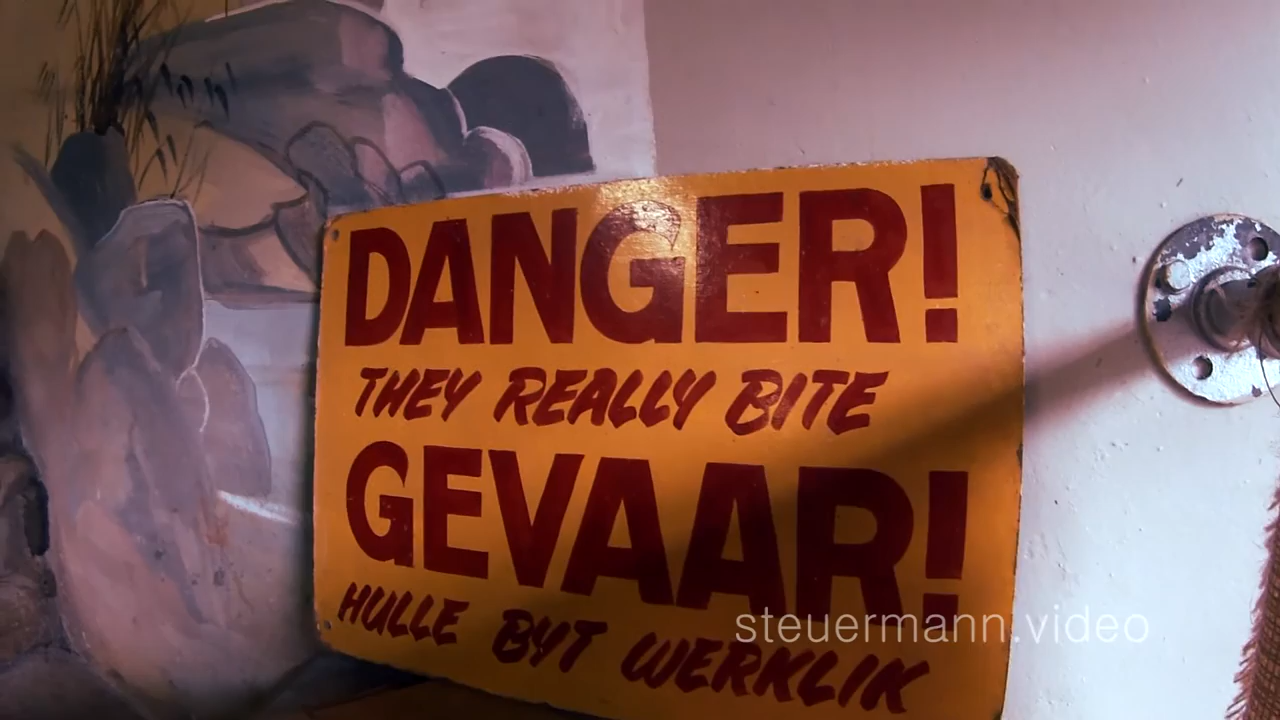 DANGER!
THEY REALLY BITE
GEVAAR!
HULLE BYT WERKLIK
steuermann.video